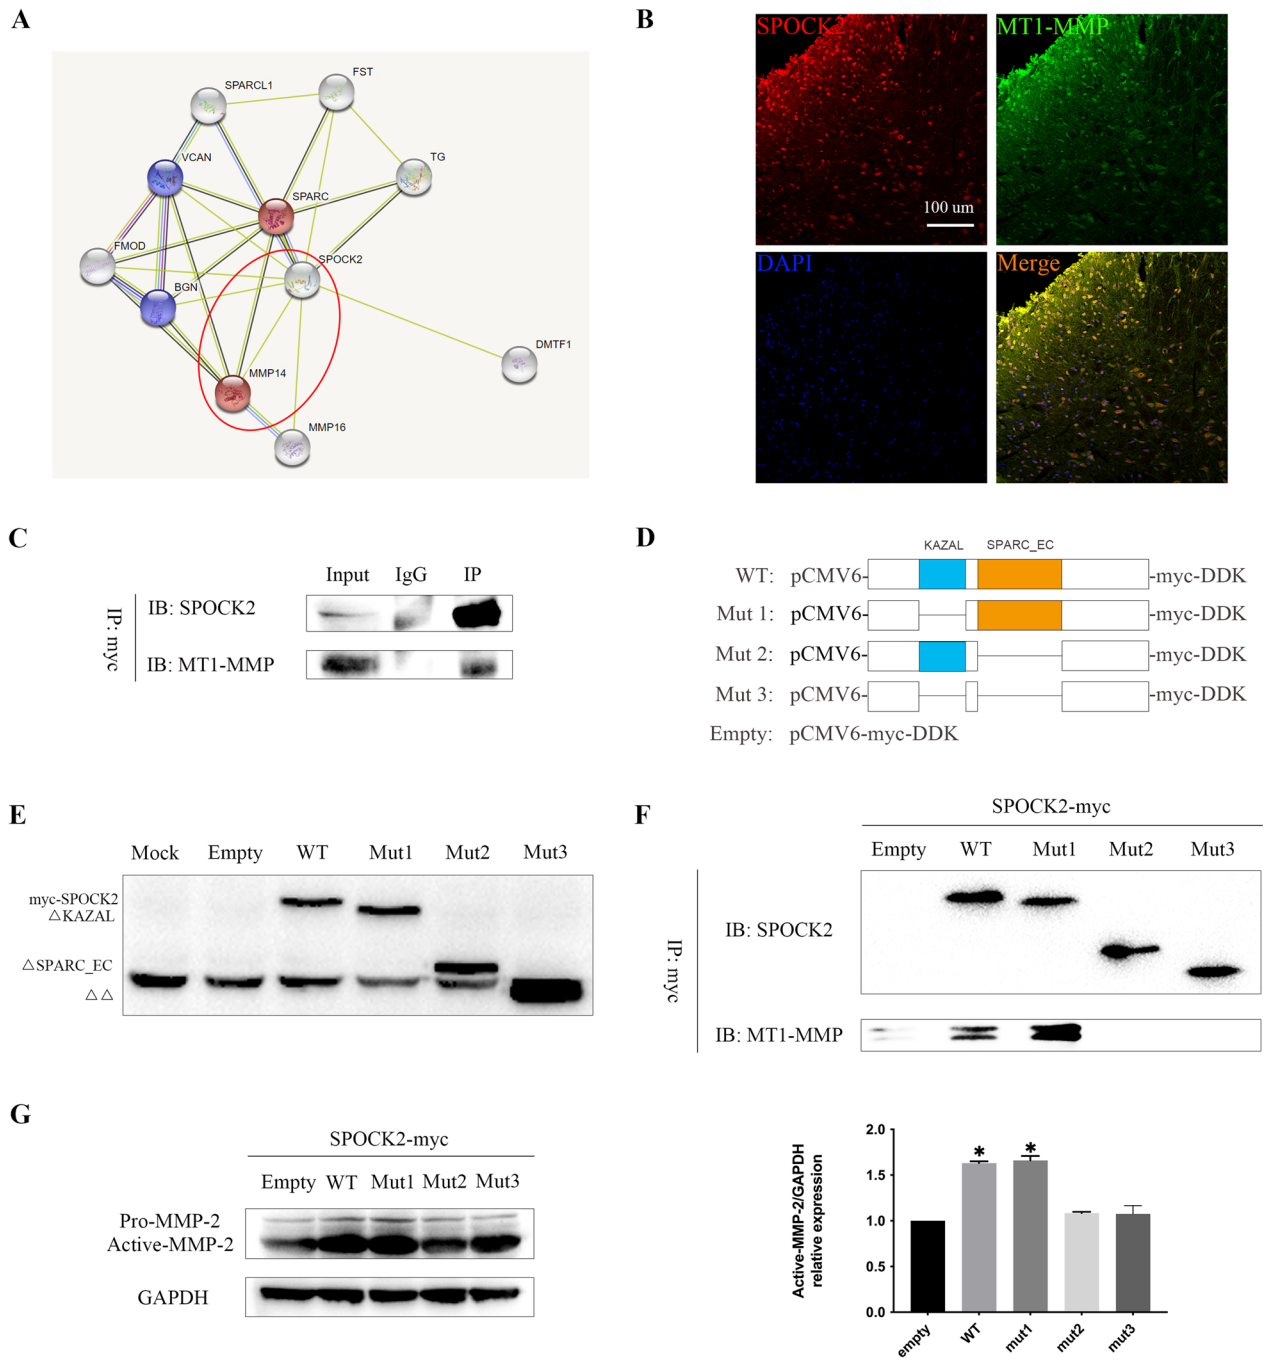 A
SPARCL1
FST
VCAN
TG
SPARC
FMOD
SPOCK2
BGN
DMTF1
MMP14
MMP16
B
SPOCK2
MT1-MMP
100 um
DAPI
Merge
C
Input IgG IP
IP: myc
IB: SPOCK2
IB: MT1-MMP
D
KAZAL SPARC_EC
WT: pCMV6- -myc-DDK
Mut 1: pCMV6- -myc-DDK
Mut 2: pCMV6- -myc-DDK
Mut 3: pCMV6- -myc-DDK
Empty: pCMV6-myc-DDK
E
Mock Empty WT Mut1 Mut2 Mut3
myc-SPOCK2
△KAZAL
△SPARC_EC
△△
F
SPOCK2-myc
Empty WT Mut1 Mut2 Mut3
IP: myc
IB: SPOCK2
IB: MT1-MMP
G
SPOCK2-myc
Empty WT Mut1 Mut2 Mut3
Pro-MMP-2
Active-MMP-2
GAPDH
Active-MMP-2/GAPDH
relative expression
2.0
1.5
1.0
0.5
0.0
* *
empty WT mut1 mut2 mut3